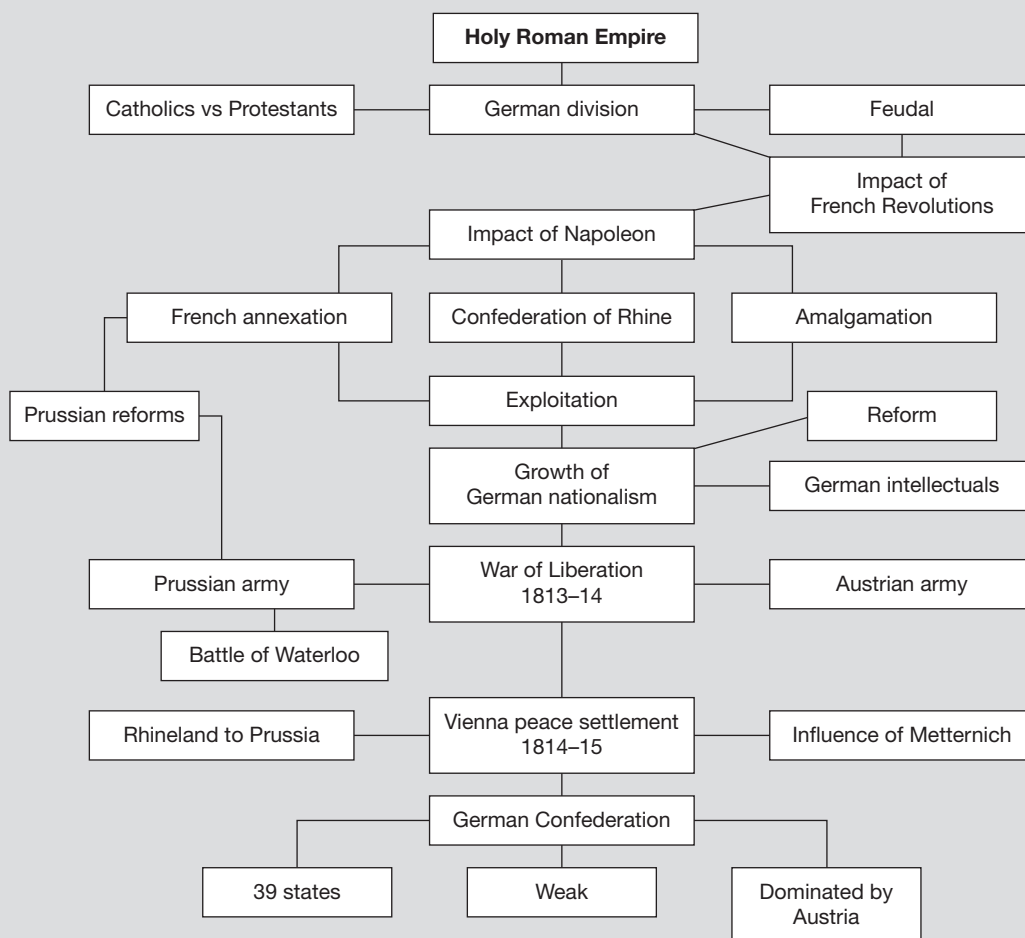 Holy Roman Empire
Catholics vs Protestants
German division
Feudal
Impact of
French Revolutions
Impact of Napoleon
French annexation
Confederation of Rhine
Amalgamation
Prussian reforms
Exploitation
Reform
Growth of
German nationalism
German intellectuals
Prussian army
War of Liberation
1813–14
Austrian army
Battle of Waterloo
Rhineland to Prussia
Vienna peace settlement
1814–15
Influence of Metternich
German Confederation
39 states
Weak
Dominated by
Austria